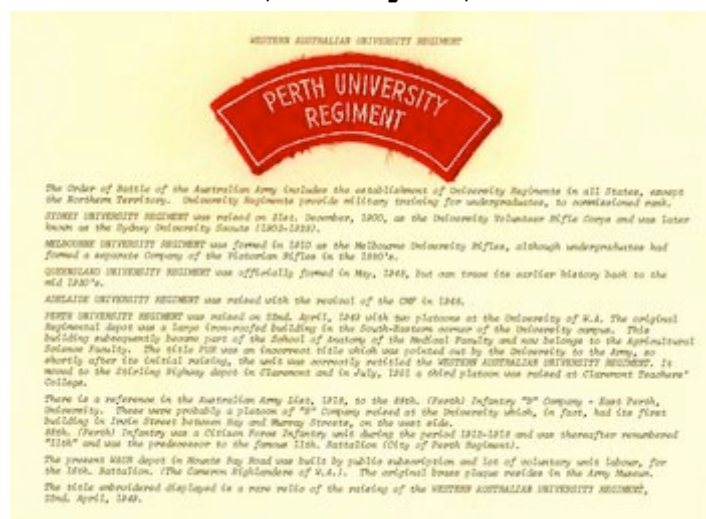 WESTERN AUSTRALIAN UNIVERSITY REGIMENT
PERTH UNIVERSITY
REGIMENT
The Order of Battle of the Australian Army includes the establishment of University Regiments in all States, except
the Northern Territory. University Regiments provide military training for undergraduates, to commissioned rank.
SYDNEY UNIVERSITY REGIMENT was raised on 21st. December, 1900, as the University Volunteer Rifle Corps and was later
known as the Sydney University Scouts
MELBOURNE UNIVERSITY REGIMENT was formed in 1910 as the Melbourne University Rifles, although undergraduates had
formed a separate Company of the Victorian Rifles in the
QUEENSLAND UNIVERSITY REGIMENT was officially formed in May, but can trace its earlier history back to the
mid
ADELAIDE UNIVERSITY REGIMENT was raised with the revival of the CMF in 1948.
PERTH UNIVERSITY REGIMENT was raised on 22nd. April, 1949 with two platoons at the University of W.A. The original
Regimental depot was a large iron-roofed building in the South-Eastern corner of the University campus. This
building subsequently became part of the School of Anatomy of the Medical Faculty and now belongs to the Agricultural
Science Faculty. The title PUR was an incorrect title which was pointed out by the University to the Army, so
shortly after its initial raising, the unit was correctly retitled the WESTERN AUSTRALIAN UNIVERSITY REGIMENT. It
moved to the Stirling Highway depot in Claremont and in July, a third platoon was raised at Claremont Teachers'
College.
There is a reference in the Australian Army List, to the 88th. (Perth) Infantry "D" Company - East Perth,
University. These were probably a platoon of "D" Company raised at the University which, in fact, had its first
building in Irwin Street between Hay and Murray Streets, on the west side.
88th. (Perth) Infantry was a Citizen Force Infantry unit during the period 1912-1918 and was thereafter renumbered
"11th" and was the predecessor to the famous 11th. Battalion (City of Perth Regiment).
The present WAUR depot in Mounts Bay Road was built by public subscription and lot of voluntary unit labour, for
the 16th. Battalion. (The Cameron Highlanders of W.A.). The original brass plaque resides in the Army Museum.
The title embroidered displayed is a rare relic of the raising of the WESTERN AUSTRALIAN UNIVERSITY REGIMENT,
22nd. April, 1949.